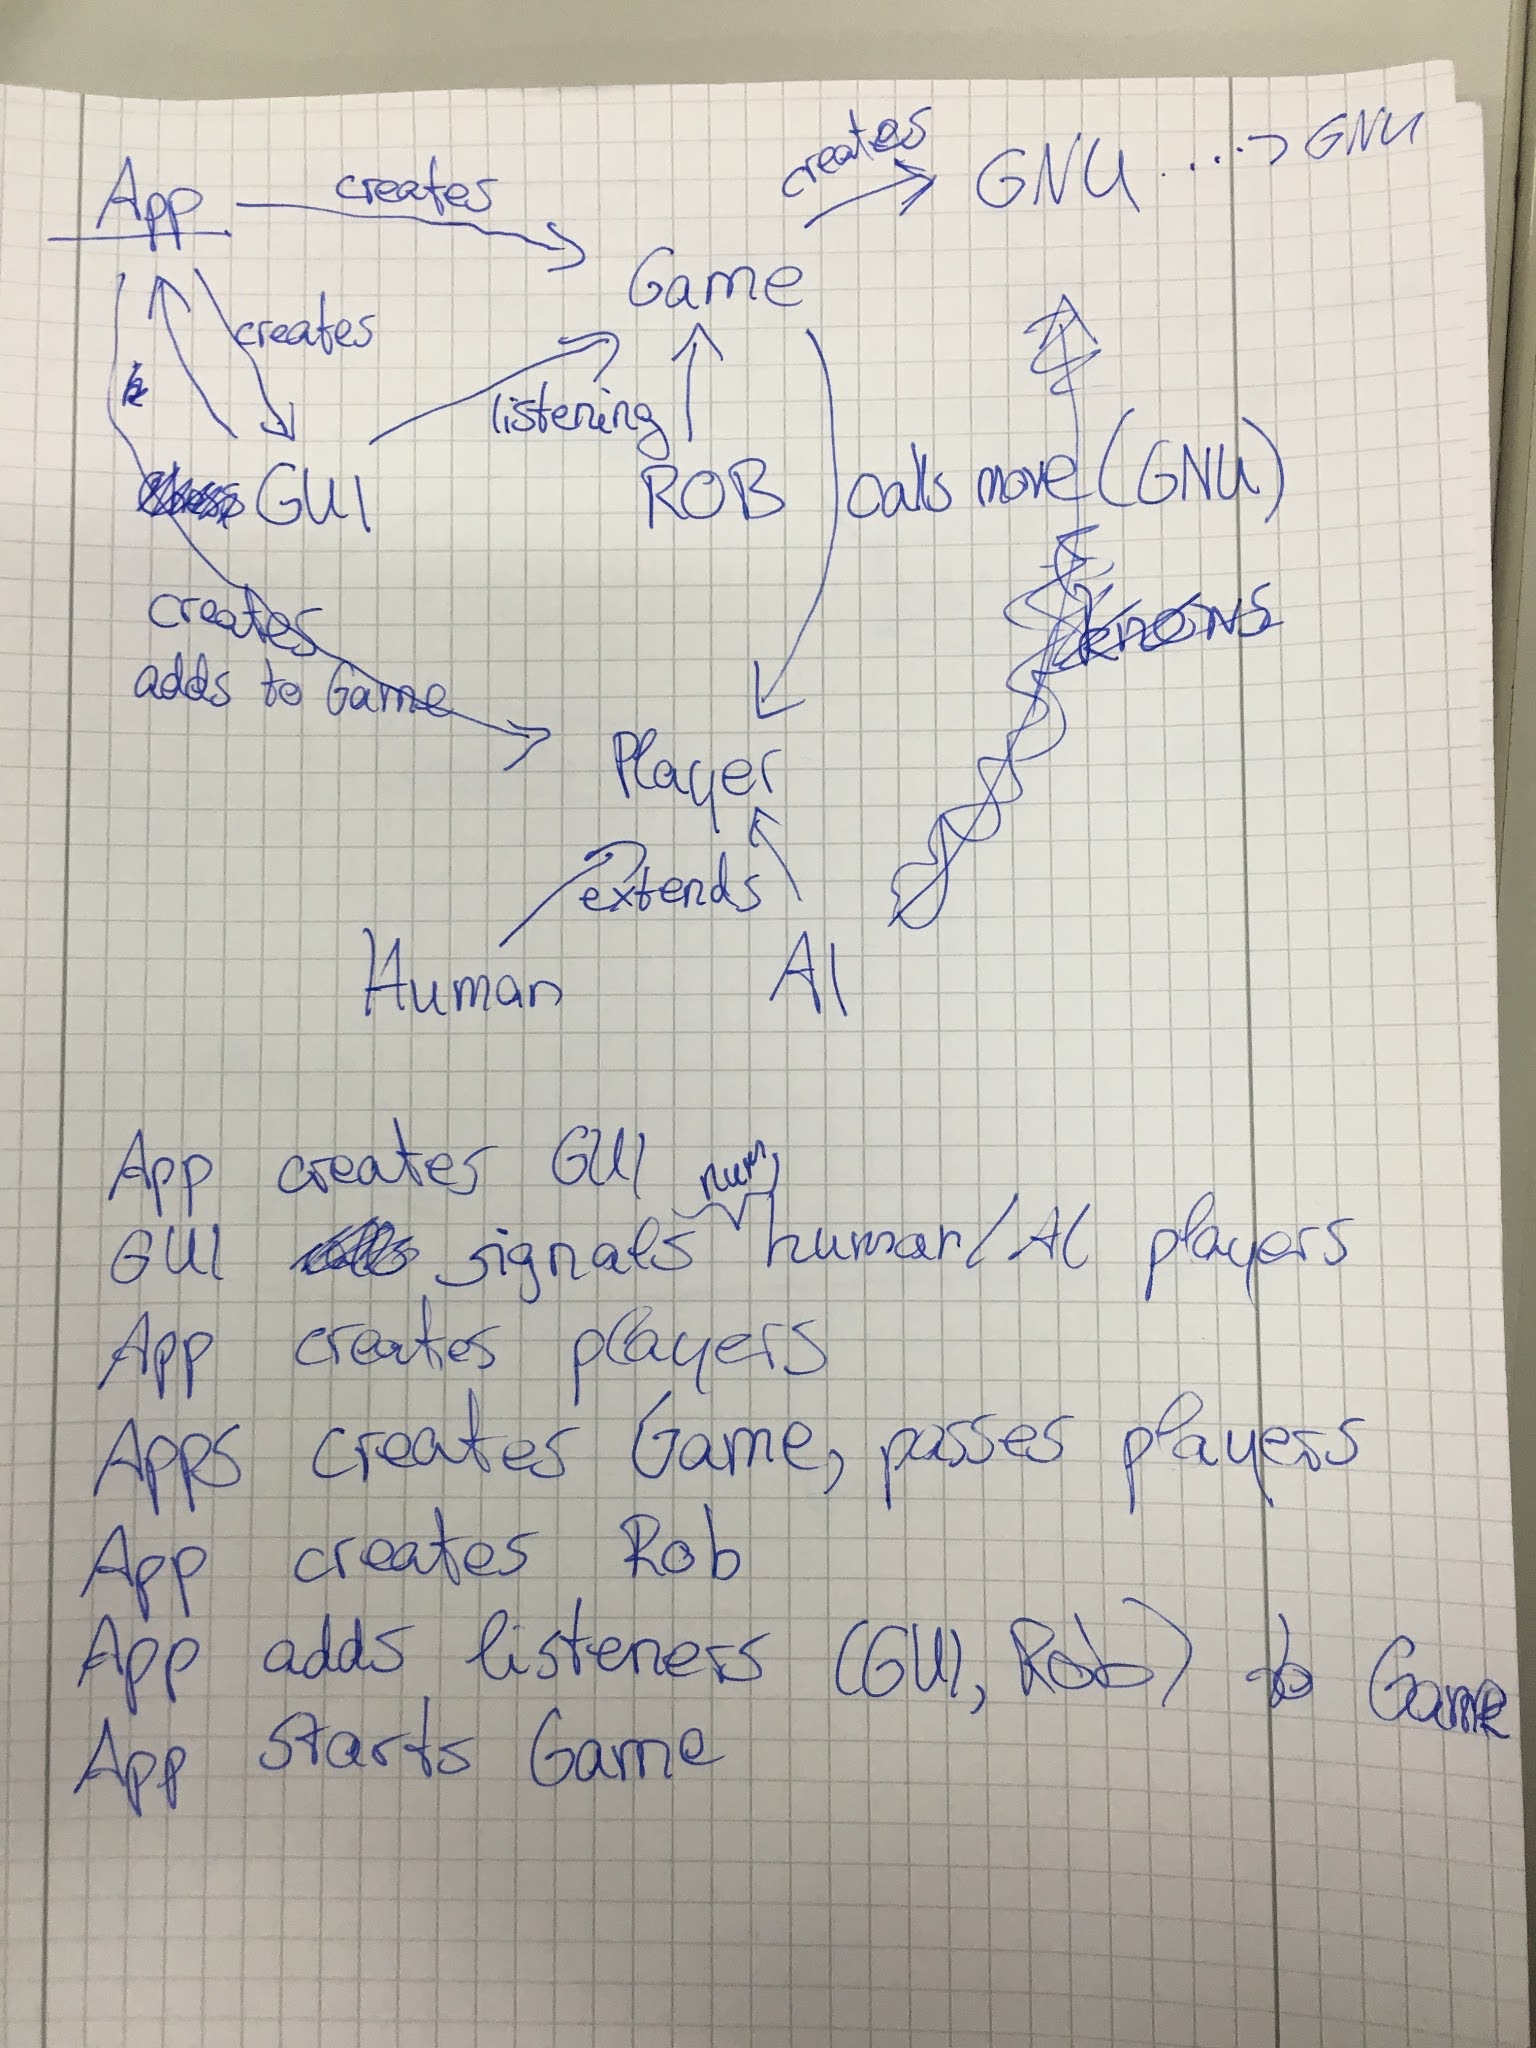 creates
GNU ...> GNU
App creates
Game
creates
listening
GUI ROB calls move (GNU)
creates
knows
adds to Game
Player
extends
Human AI
App creates GUI
num
GUI signals human/AI players
App creates players
Apps creates Game, passes players
App creates Rob
App adds listeners (GUI, Rob) to Game
App starts Game